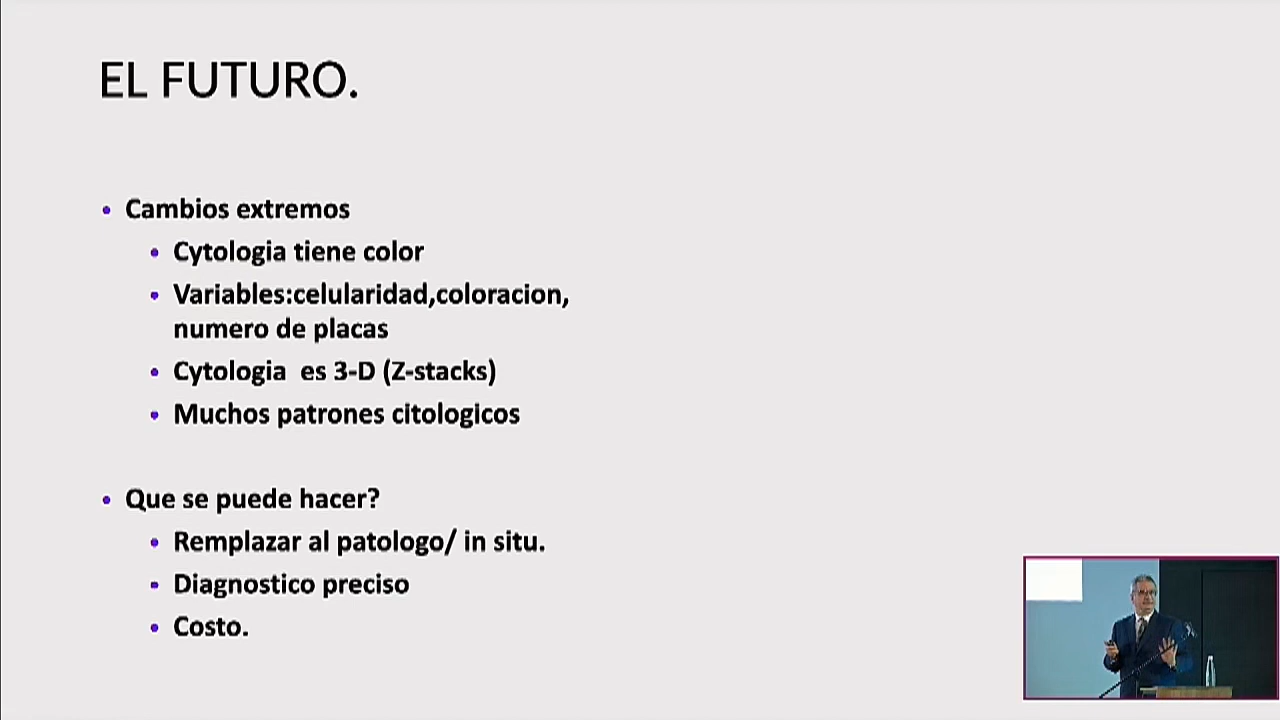 EL FUTURO.
• Cambios extremos
• Cytologia tiene color
• Variables:celularidad,coloracion,
numero de placas
• Cytologia es 3-D (Z-stacks)
• Muchos patrones citologicos
• Que se puede hacer?
• Remplazar al patologo/ in situ.
• Diagnostico preciso
• Costo.